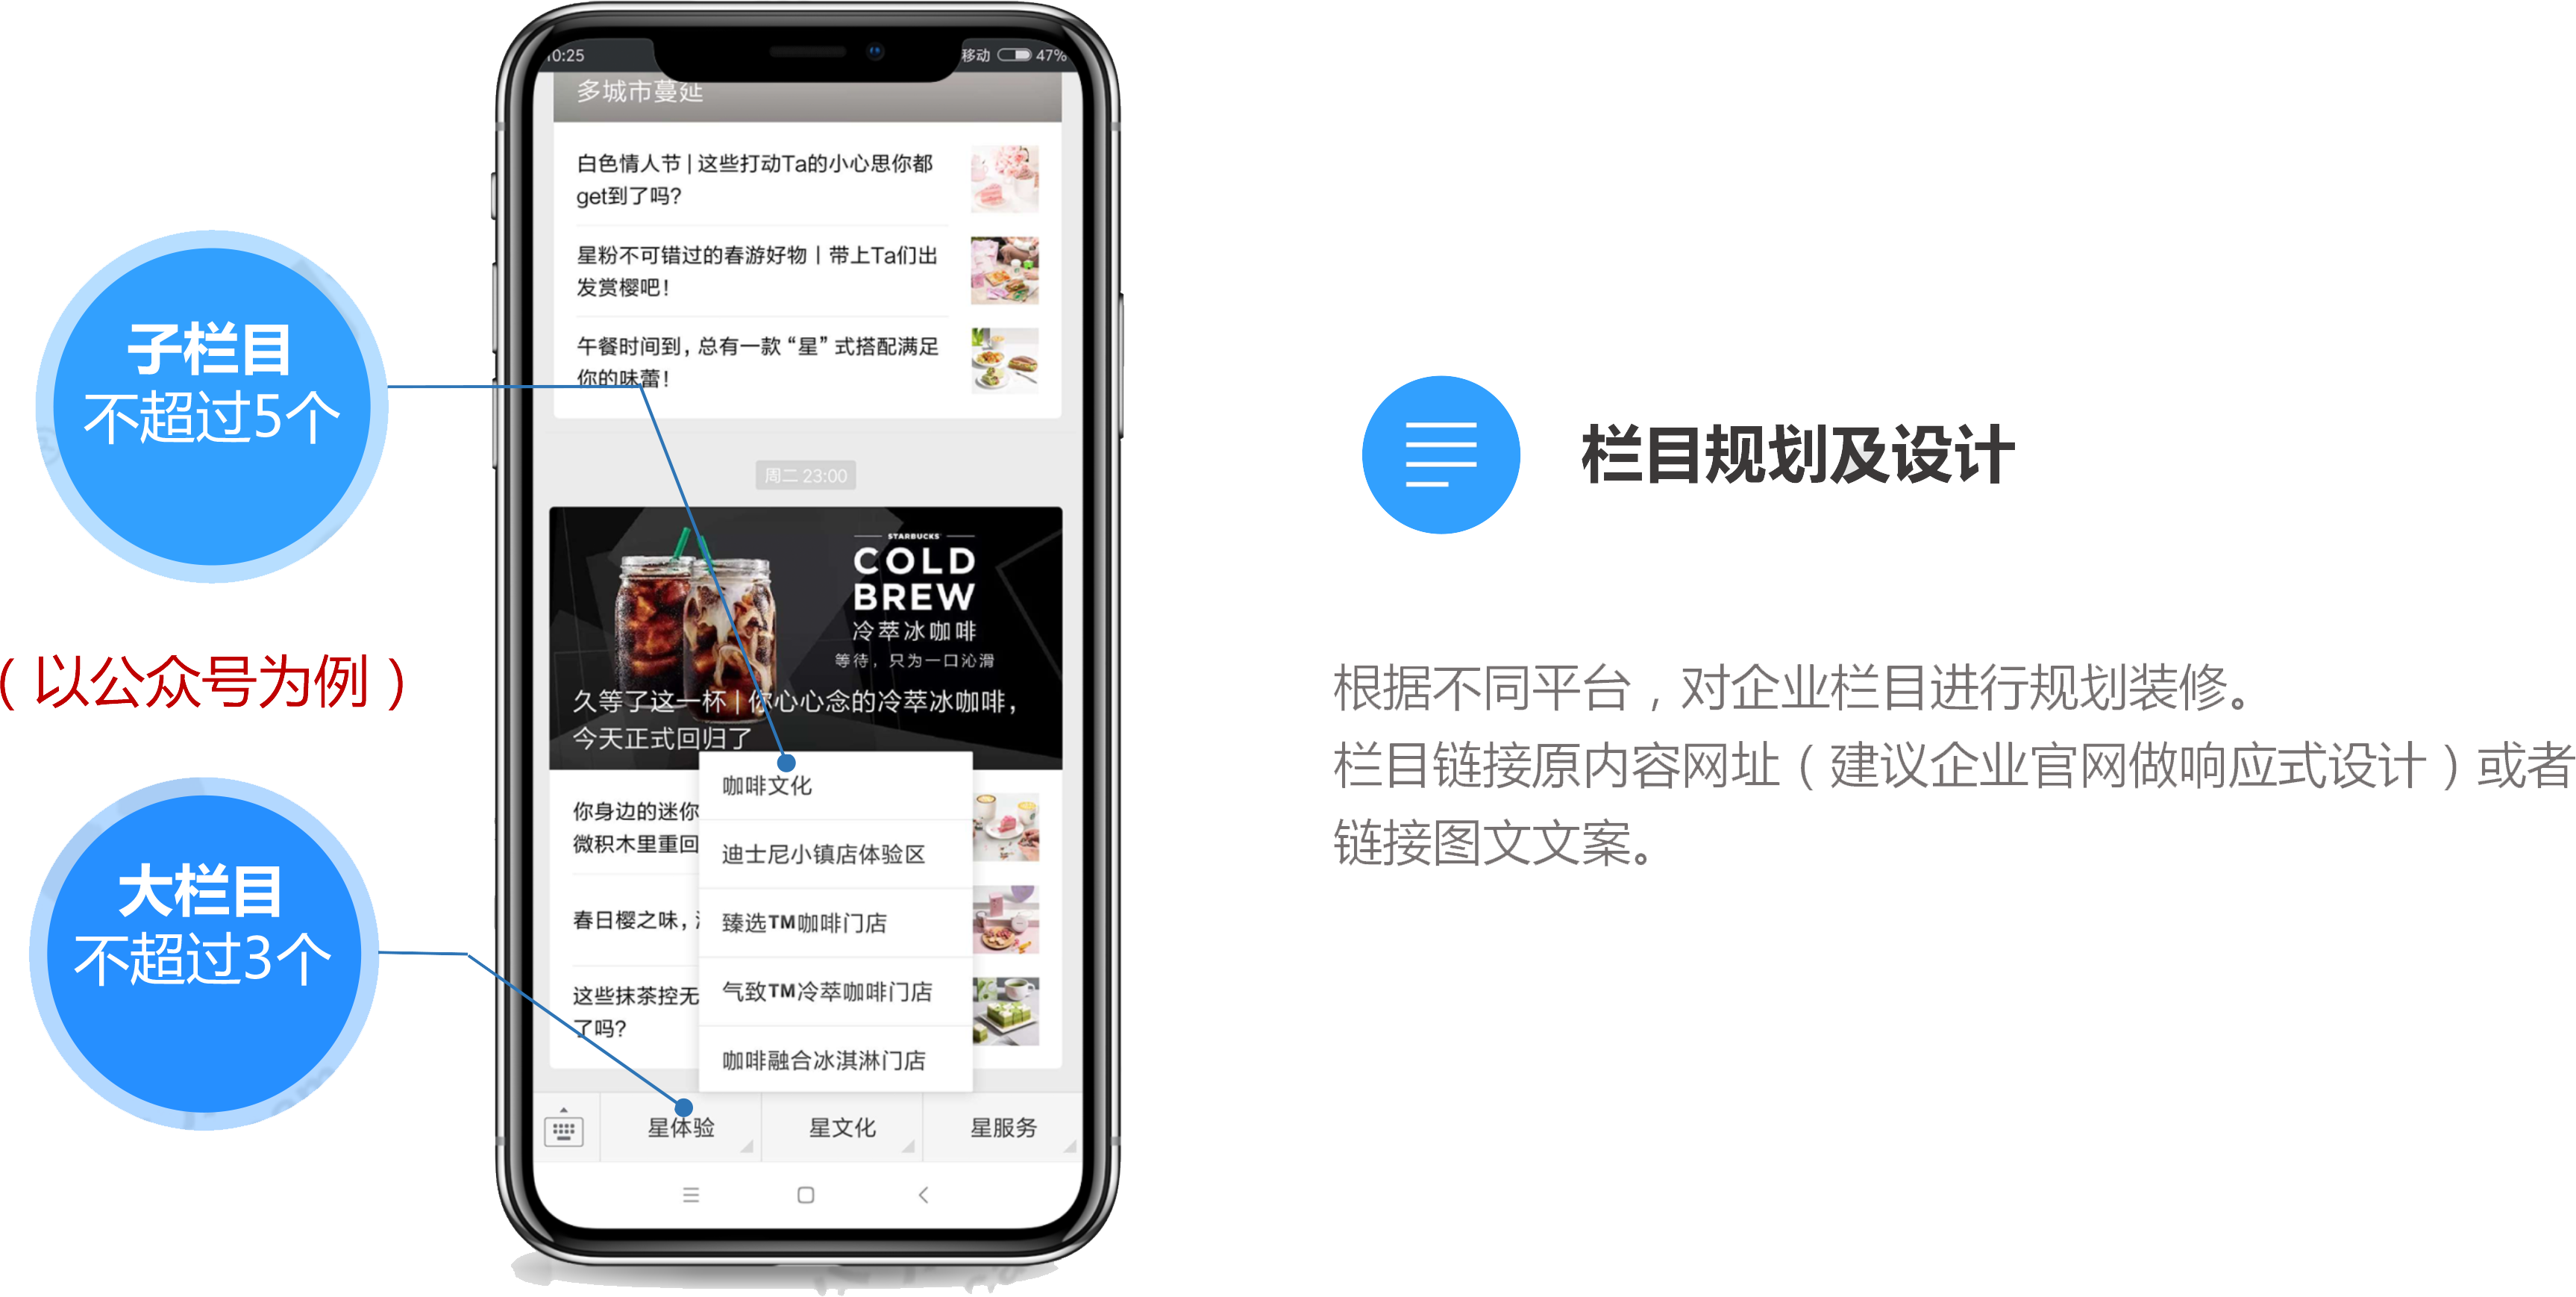 子栏目
不超过5个
（以公众号为例）
大栏目
不超过3个
0:25
移动 47%
多城市蔓延
白色情人节 | 这些打动Ta的小心思你都
get到了吗?
星粉不可错过的春游好物丨带上Ta们出
发赏樱吧！
午餐时间到，总有一款“星”式搭配满足
你的味蕾！
周二 23:00
STARBUCKS
COLD
BREW
冷萃冰咖啡
等待，只为一口沁滑
久等了这一杯 | 你心心念的冷萃冰咖啡，
今天正式回归了
你身边的迷你
微积木里重回
春日樱之味，
这些抹茶控无
了吗?
咖啡文化
迪士尼小镇店体验区
臻选TM咖啡门店
气致TM冷萃咖啡门店
咖啡融合冰淇淋门店
星体验
星文化
星服务
栏目规划及设计
根据不同平台，对企业栏目进行规划装修。
栏目链接原内容网址（建议企业官网做响应式设计）或者
链接图文文案。